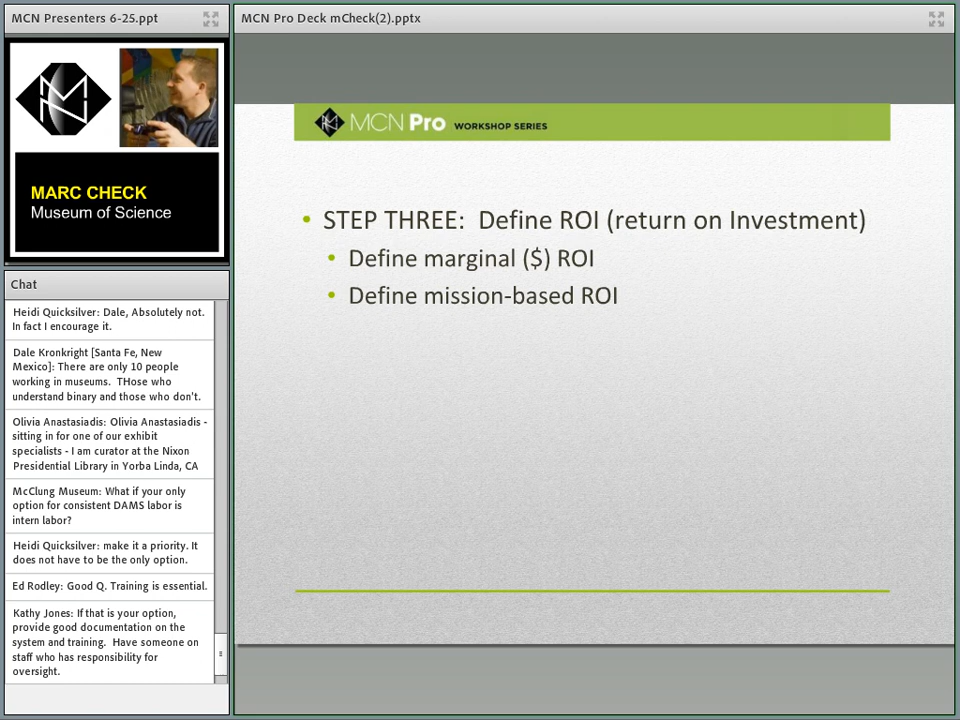 MCN Presenters 6-25.ppt
MARC CHECK
Museum of Science
Chat
Heidi Quicksilver: Dale, Absolutely not.
In fact I encourage it.
Dale Kronkright [Santa Fe, New
Mexico]: There are only 10 people
working in museums. THose who
understand binary and those who don't.
Olivia Anastasiadis: Olivia Anastasiadis -
sitting in for one of our exhibit
specialists - I am curator at the Nixon
Presidential Library in Yorba Linda, CA
McClung Museum: What if your only
option for consistent DAMS labor is
intern labor?
Heidi Quicksilver: make it a priority. It
does not have to be the only option.
Ed Rodley: Good Q. Training is essential.
Kathy Jones: If that is your option,
provide good documentation on the
system and training. Have someone on
staff who has responsibility for
oversight.
MCN Pro Deck mCheck(2).pptx
MCN Pro WORKSHOP SERIES
• STEP THREE: Define ROI (return on Investment)
• Define marginal ($) ROI
• Define mission-based ROI